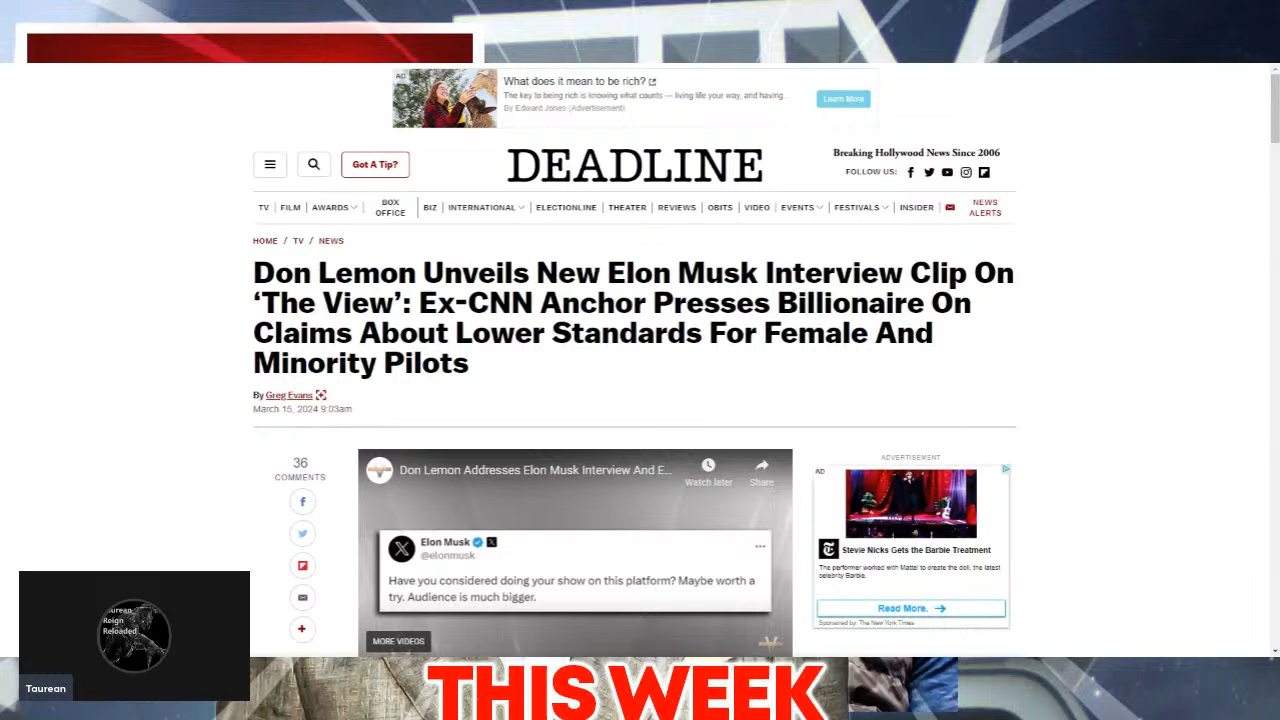 AD
What does it mean to be rich?
The key to being rich is knowing what counts — living life your way, and having...
By Edward Jones (Advertisement)
Learn More
Got A Tip?
DEADLINE
Breaking Hollywood News Since 2006
FOLLOW US:
TV | FILM | AWARDS | BOX OFFICE | BIZ | INTERNATIONAL | ELECTIONLINE | THEATER | REVIEWS | OBITS | VIDEO | EVENTS | FESTIVALS | INSIDER | NEWS ALERTS
HOME / TV / NEWS
Don Lemon Unveils New Elon Musk Interview Clip On
‘The View’: Ex-CNN Anchor Presses Billionaire On
Claims About Lower Standards For Female And
Minority Pilots
By Greg Evans
March 15, 2024 9:03am
36
COMMENTS
Don Lemon Addresses Elon Musk Interview And E...
Watch later
Share
Elon Musk
@elonmusk
Have you considered doing your show on this platform? Maybe worth a
try. Audience is much bigger.
MORE VIDEOS
ADVERTISEMENT
AD
Stevie Nicks Gets the Barbie Treatment
The performer worked with Mattel to create the doll, the latest
celebrity Barbie.
Read More.
Sponsored by: The New York Times
Taurean
Reign
Reloaded
Taurean
THIS WEEK